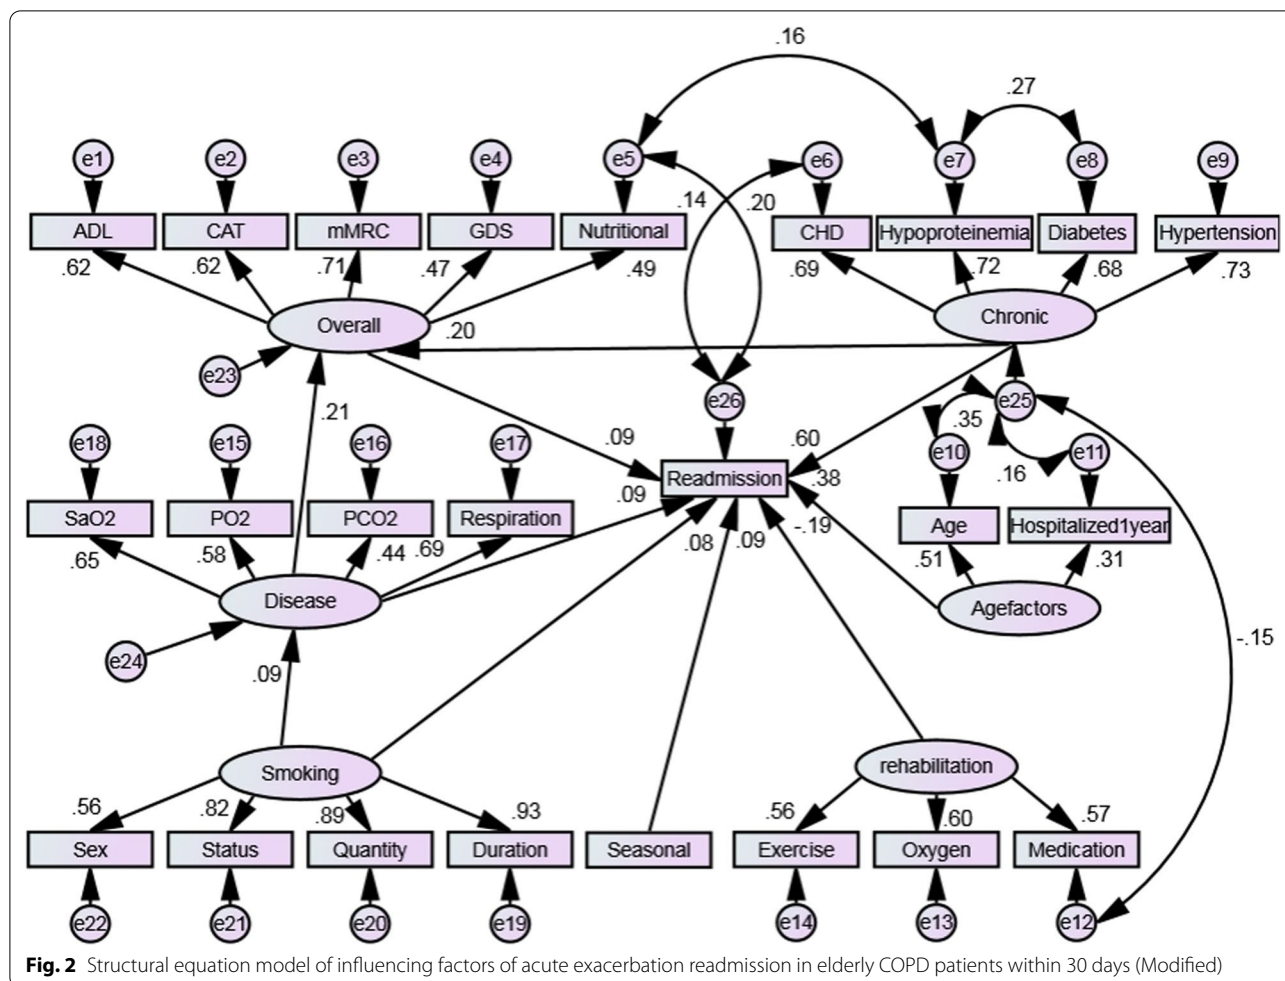 .16
.27
e1 e2 e3 e4 e5 e6 e7 e8 e9
.14 .20
ADL CAT mMRC GDS Nutritional CHD Hypoproteinemia Diabetes Hypertension
.62 .62 .71 .47 .49 .69 .72 .68 .73
Overall .20 Chronic
e23
e26 e25
.21 .35
.09 .60
e18 e15 e16 e17 e10 e11
.16
Readmission .38
.09
SaO2 PO2 PCO2 Respiration -.19 Age Hospitalized1year
.65 .58 .44 .69 .08 .09 .51 .31
Disease Agefactors
e24 -.15
.09
Smoking rehabilitation
.56 .82 .89 .93 .56 .60 .57
Sex Status Quantity Duration Seasonal Exercise Oxygen Medication
e22 e21 e20 e19 e14 e13 e12
Fig. 2 Structural equation model of influencing factors of acute exacerbation readmission in elderly COPD patients within 30 days (Modified)